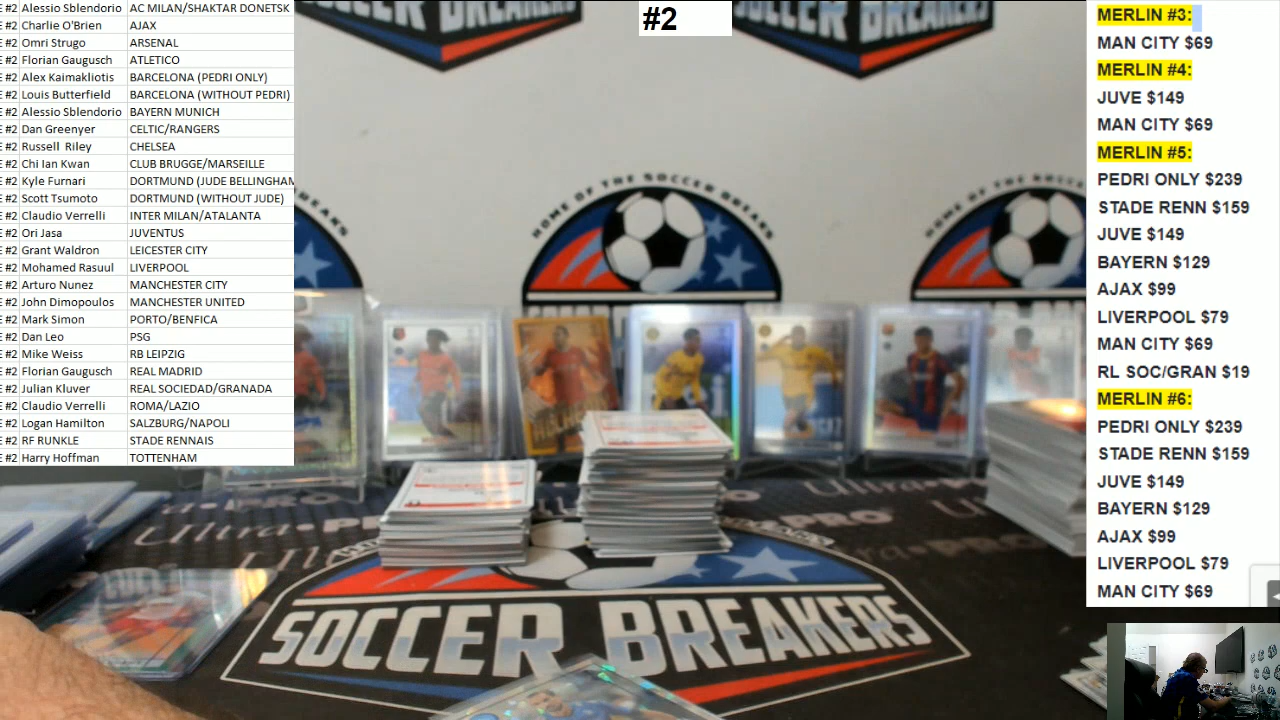 E #2 Alessio Sblendorio AC MILAN/SHAKTAR DONETSK
E #2 Charlie O'Brien AJAX
E #2 Omri Strugo ARSENAL
E #2 Florian Gaugusch ATLETICO
E #2 Alex Kaimakliotis BARCELONA (PEDRI ONLY)
E #2 Louis Butterfield BARCELONA (WITHOUT PEDRI)
E #2 Alessio Sblendorio BAYERN MUNICH
E #2 Dan Greenyer CELTIC/RANGERS
E #2 Russell Riley CHELSEA
E #2 Chi Ian Kwan CLUB BRUGGE/MARSEILLE
E #2 Kyle Furnari DORTMUND (JUDE BELLINGHAM
E #2 Scott Tsumoto DORTMUND (WITHOUT JUDE)
E #2 Claudio Verrelli INTER MILAN/ATALANTA
E #2 Ori Jasa JUVENTUS
E #2 Grant Waldron LEICESTER CITY
E #2 Mohamed Rasuul LIVERPOOL
E #2 Arturo Nunez MANCHESTER CITY
E #2 John Dimopoulos MANCHESTER UNITED
E #2 Mark Simon PORTO/BENFICA
E #2 Dan Leo PSG
E #2 Mike Weiss RB LEIPZIG
E #2 Florian Gaugusch REAL MADRID
E #2 Julian Kluver REAL SOCIEDAD/GRANADA
E #2 Claudio Verrelli ROMA/LAZIO
E #2 Logan Hamilton SALZBURG/NAPOLI
E #2 RF RUNKLE STADE RENNAIS
E #2 Harry Hoffman TOTTENHAM
#2
SOCCER BREAKERS
HOME OF THE SOCCER BREAKS
Ultra PRO
SOCCER BREAKERS
MERLIN #3:
MAN CITY $69
MERLIN #4:
JUVE $149
MAN CITY $69
MERLIN #5:
PEDRI ONLY $239
STADE RENN $159
JUVE $149
BAYERN $129
AJAX $99
LIVERPOOL $79
MAN CITY $69
RL SOC/GRAN $19
MERLIN #6:
PEDRI ONLY $239
STADE RENN $159
JUVE $149
BAYERN $129
AJAX $99
LIVERPOOL $79
MAN CITY $69